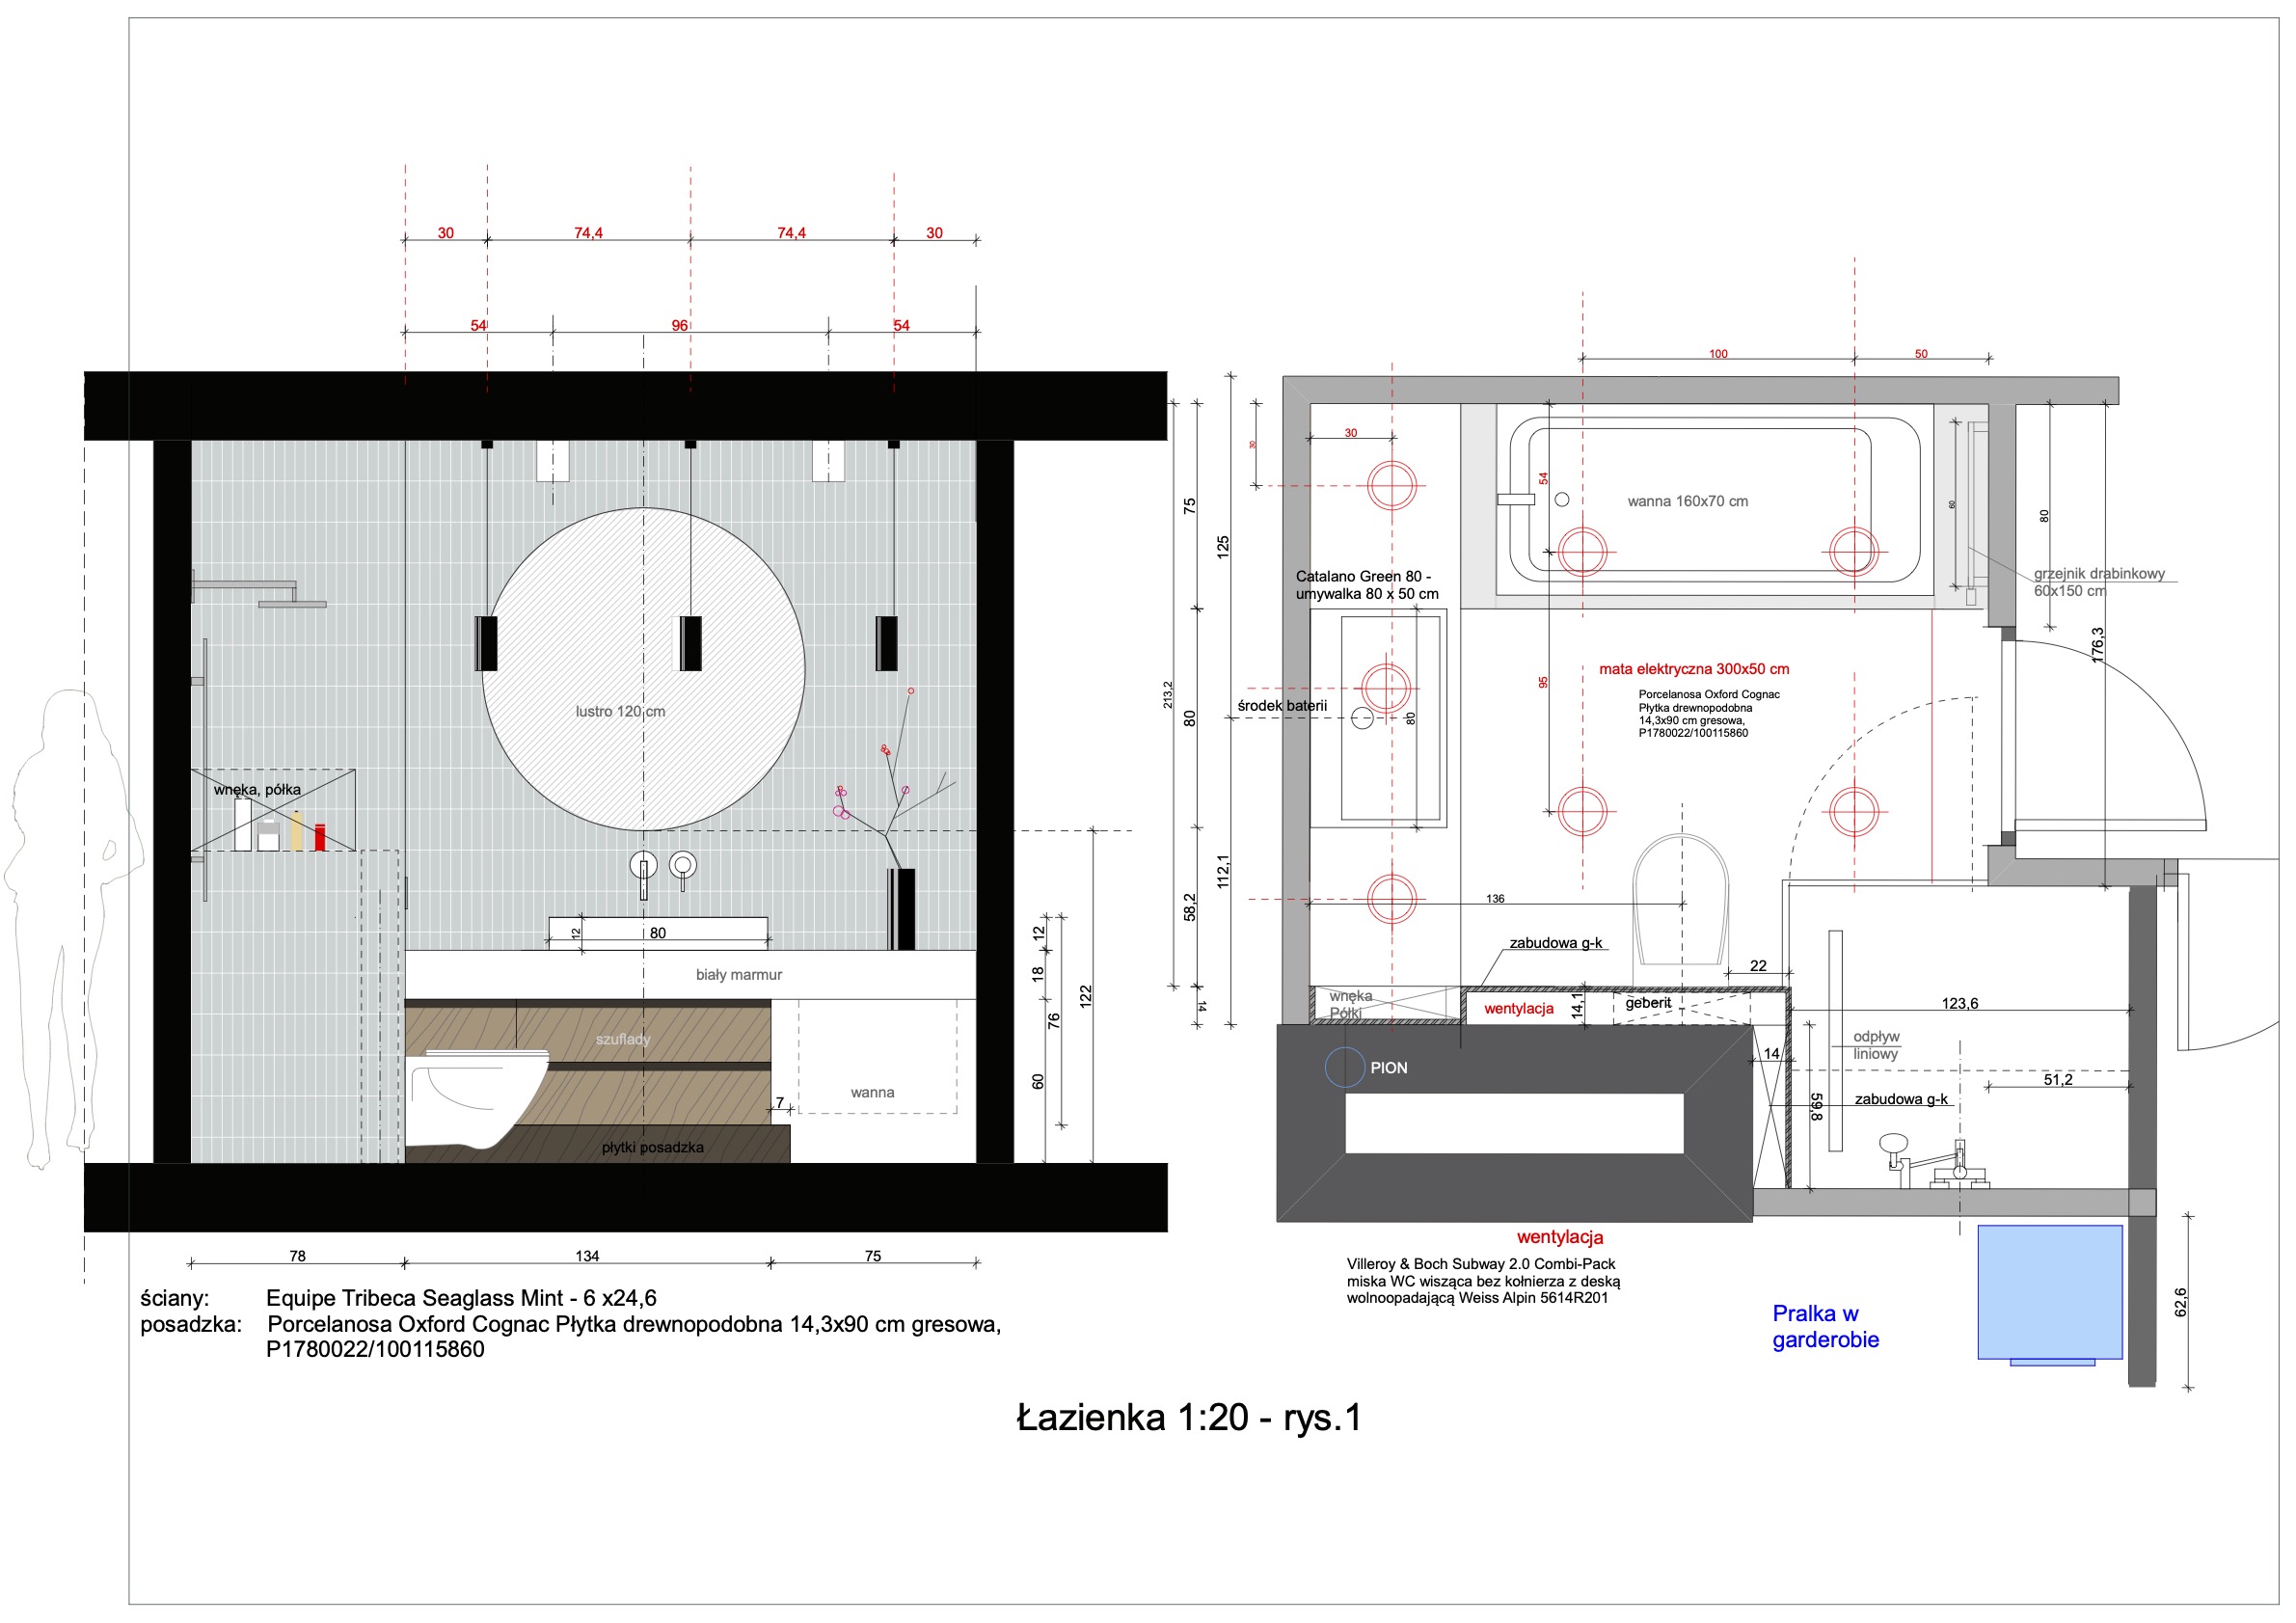 30
74,4
74,4
30
54
96
54
lustro 120 cm
wnęka, półka
12
80
biały marmur
szuflady
wanna
7
płytki posadzka
12
18
60
76
122
78
134
75
ściany: Equipe Tribeca Seaglass Mint - 6 x24,6
posadzka: Porcelanosa Oxford Cognac Płytka drewnopodobna 14,3x90 cm gresowa,
P1780022/100115860
100
50
30
30
213,2
75
80
58,2
14
125
112,1
54
95
wanna 160x70 cm
60
80
176,3
grzejnik drabinkowy
60x150 cm
Catalano Green 80 -
umywalka 80 x 50 cm
środek baterii
80
mata elektryczna 300x50 cm
Porcelanosa Oxford Cognac
Płytka drewnopodobna
14,3x90 cm gresowa,
P1780022/100115860
136
zabudowa g-k
22
wnęka
Półki
wentylacja
14,1
geberit
123,6
PION
14
odpływ
liniowy
51,2
59,8
zabudowa g-k
wentylacja
Villeroy & Boch Subway 2.0 Combi-Pack
miska WC wisząca bez kołnierza z deską
wolnoopadającą Weiss Alpin 5614R201
Pralka w
garderobie
62,6
Łazienka 1:20 - rys.1